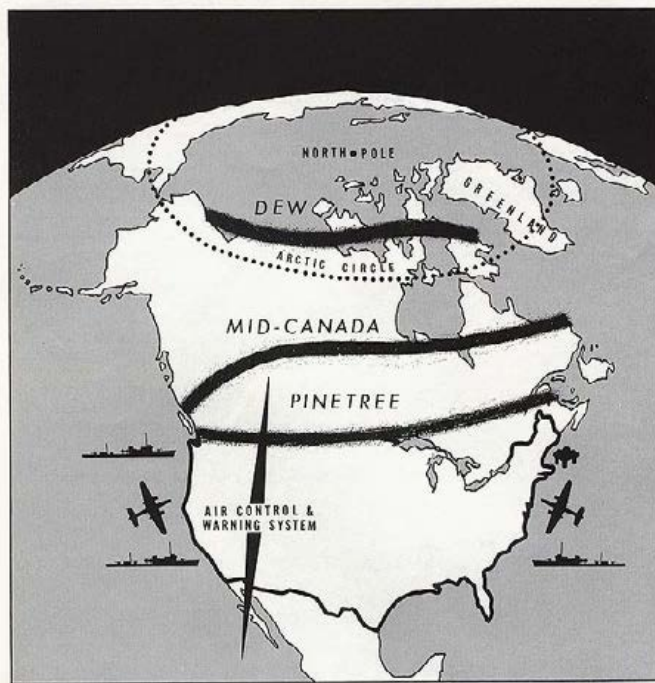 NORTH POLE
GREENLAND
DEW
ARCTIC CIRCLE
MID-CANADA
PINETREE
AIR CONTROL &
WARNING SYSTEM